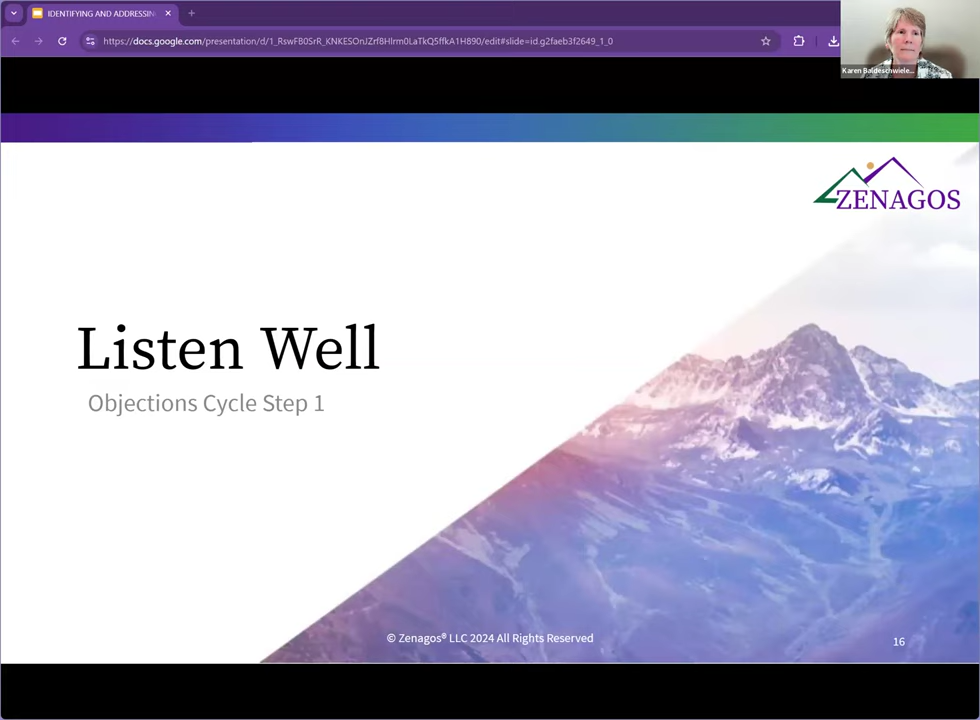 IDENTIFYING AND ADDRESSIN
https://docs.google.com/presentation/d/1_RswFB0SrR_KNKESOnJZrf8HIrm0LaTkQ5ffkA1H890/edit#slide=id.g2faeb3f2649_1_0
Karen Baldeschwiele...
ZENAGOS
Listen Well
Objections Cycle Step 1
© Zenagos® LLC 2024 All Rights Reserved
16